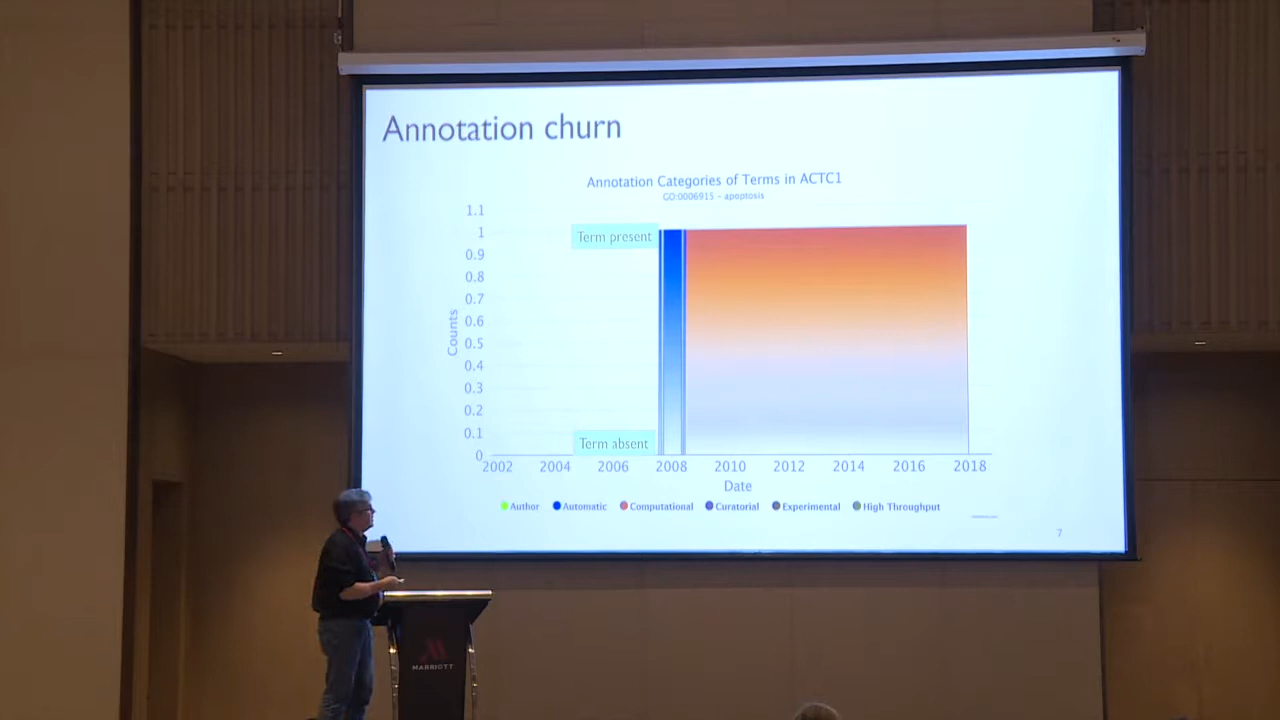 Annotation churn
Annotation Categories of Terms in ACTC1
GO:0006915 - apoptosis
1.1
1
0.9
0.8
0.7
0.6
0.5
0.4
0.3
0.2
0.1
0
Counts
Term present
Term absent
2002 2004 2006 2008 2010 2012 2014 2016 2018
Date
Author Automatic Computational Curatorial Experimental High Throughput
7
MARRIOTT